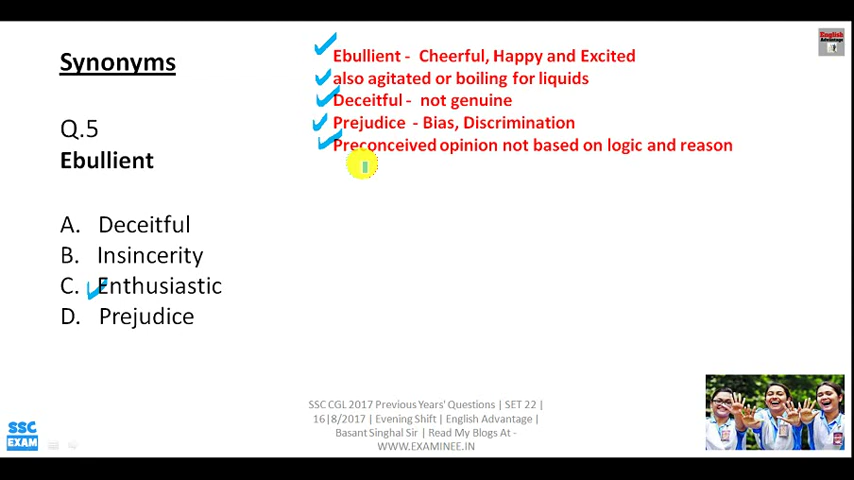 English
Advantage
Synonyms
Q.5
Ebullient
A. Deceitful
B. Insincerity
C. Enthusiastic
D. Prejudice
Ebullient - Cheerful, Happy and Excited
also agitated or boiling for liquids
Deceitful - not genuine
Prejudice - Bias, Discrimination
Preconceived opinion not based on logic and reason
SSC CGL 2017 Previous Years' Questions | SET 22 |
16|8/2017 | Evening Shift | English Advantage |
Basant Singhal Sir | Read My Blogs At -
WWW.EXAMINEE.IN
SSC
EXAM